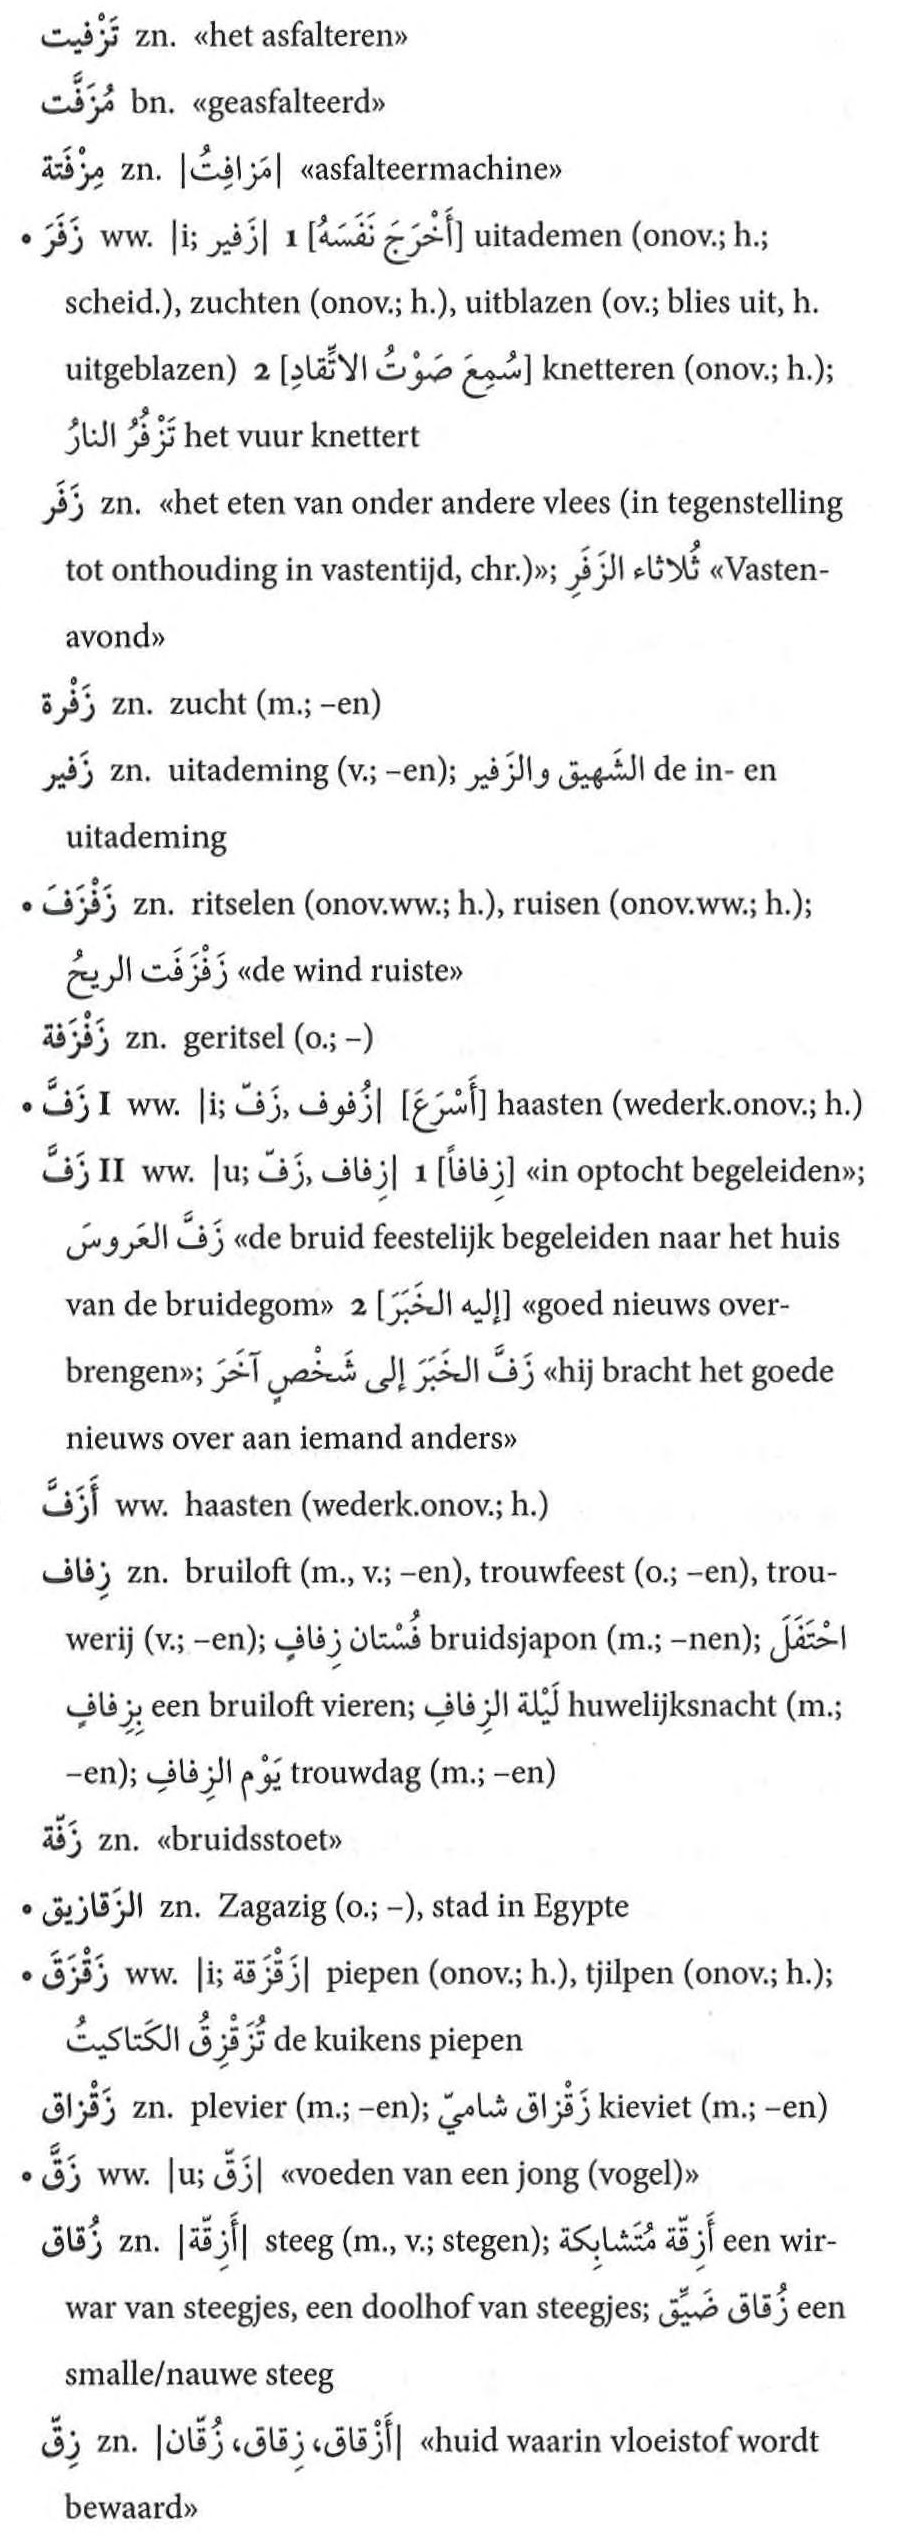 تَزْفيت zn. «het asfalteren»
مُزَفَّت bn. «geasfalteerd»
مِزْفَتة zn. |مَزافِتُ| «asfalteermachine»
• زَفَرَ ww. |i; زَفير| 1 [أَخْرَجَ نَفَسَهُ] uitademen (onov.; h.;
scheid.), zuchten (onov.; h.), uitblazen (ov.; blies uit, h.
uitgeblazen) 2 [سُمِعَ صَوْتُ الاتِّقادِ] knetteren (onov.; h.);
تَزْفُرُ النارُ het vuur knettert
زَفَر zn. «het eten van onder andere vlees (in tegenstelling
tot onthouding in vastentijd, chr.)»; ثُلاثاء الزَفَرِ «Vasten-
avond»
زَفْرة zn. zucht (m.; –en)
زَفير zn. uitademing (v.; –en); الشَهيق والزَفير de in- en
uitademing
• زَفْزَفَ zn. ritselen (onov.ww.; h.), ruisen (onov.ww.; h.);
زَفْزَفَت الريحُ «de wind ruiste»
زَفْزَفة zn. geritsel (o.; –)
• زَفَّ I ww. |i; زَفّ, زُفوف| [أَسْرَعَ] haasten (wederk.onov.; h.)
زَفَّ II ww. |u; زَفّ, زِفاف| 1 [زِفافاً] «in optocht begeleiden»;
زَفَّ العَروسَ «de bruid feestelijk begeleiden naar het huis
van de bruidegom» 2 [إليه الخَبَرَ] «goed nieuws over-
brengen»; زَفَّ الخَبَرَ إلى شَخْصٍ آخَرَ «hij bracht het goede
nieuws over aan iemand anders»
أَزَفَّ ww. haasten (wederk.onov.; h.)
زِفاف zn. bruiloft (m., v.; –en), trouwfeest (o.; –en), trou-
werij (v.; –en); فُسْتان زِفافٍ bruidsjapon (m.; –nen); احْتَفَلَ
بِزِفافٍ een bruiloft vieren; لَيْلة الزِفافِ huwelijksnacht (m.;
–en); يَوْم الزِفافِ trouwdag (m.; –en)
زَفّة zn. «bruidsstoet»
• الزَقازيق zn. Zagazig (o.; –), stad in Egypte
• زَقْزَقَ ww. |i; زَقْزَقة| piepen (onov.; h.), tjilpen (onov.; h.);
تُزَقْزِقُ الكَتاكيتُ de kuikens piepen
زَقْزاق zn. plevier (m.; –en); زَقْزاق شاميّ kieviet (m.; –en)
• زَقَّ ww. |u; زَقّ| «voeden van een jong (vogel)»
زُقاق zn. |أَزِقّة| steeg (m., v.; stegen); أَزِقّة مُتَشابِكة een wir-
war van steegjes, een doolhof van steegjes; زُقاق ضَيِّق een
smalle/nauwe steeg
زِقّ zn. |أَزْقاق، زِقاق، زُقّان| «huid waarin vloeistof wordt
bewaard»